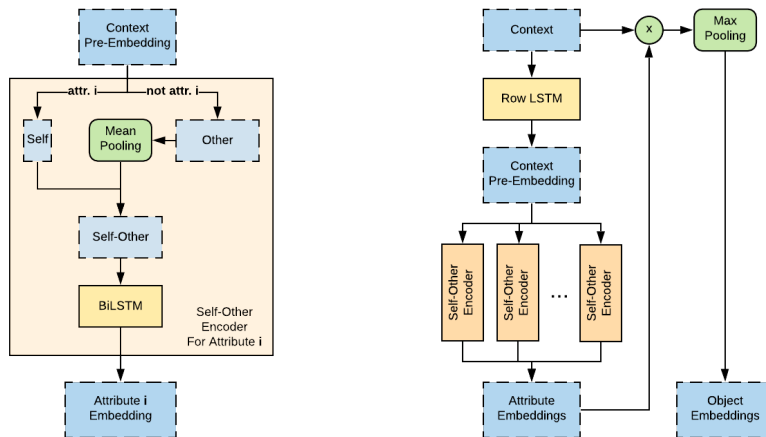 Context
Pre-Embedding
attr. i
not attr. i
Self
Mean
Pooling
Other
Self-Other
BiLSTM
Self-Other
Encoder
For Attribute i
Attribute i
Embedding
Context
x
Max
Pooling
Row LSTM
Context
Pre-Embedding
Self-Other
Encoder
Self-Other
Encoder
...
Self-Other
Encoder
Attribute
Embeddings
Object
Embeddings